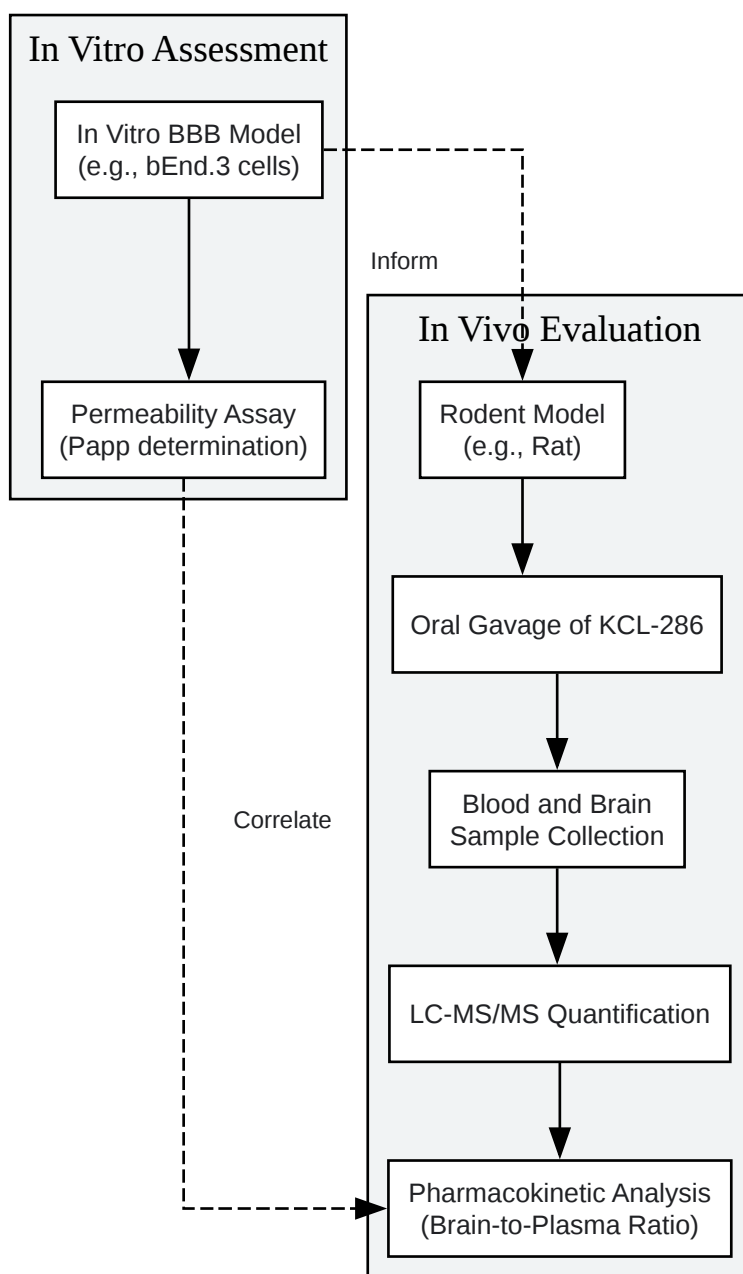 In Vitro Assessment
In Vitro BBB Model
(e.g., bEnd.3 cells)
Inform
Permeability Assay
(Papp determination)
In Vivo Evaluation
Rodent Model
(e.g., Rat)
Oral Gavage of KCL-286
Blood and Brain
Sample Collection
Correlate
LC-MS/MS Quantification
Pharmacokinetic Analysis
(Brain-to-Plasma Ratio)